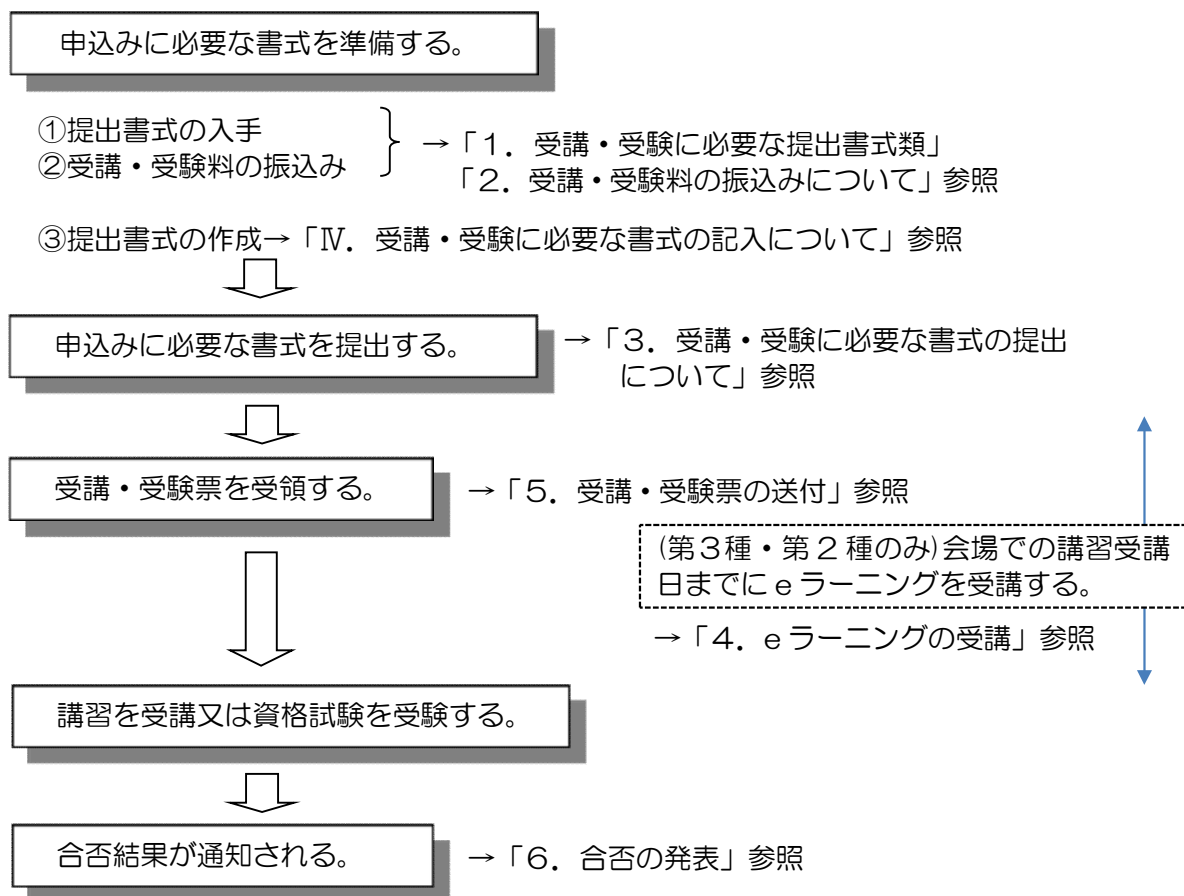 申込みに必要な書式を準備する。
①提出書式の入手
②受講・受験料の振込み
→「１．受講・受験に必要な提出書式類」
「２．受講・受験料の振込みについて」参照
③提出書式の作成→「Ⅳ．受講・受験に必要な書式の記入について」参照
申込みに必要な書式を提出する。
→「３．受講・受験に必要な書式の提出
について」参照
受講・受験票を受領する。
→「５．受講・受験票の送付」参照
(第３種・第２種のみ)会場での講習受講
日までにｅラーニングを受講する。
→「４．ｅラーニングの受講」参照
講習を受講又は資格試験を受験する。
合否結果が通知される。
→「６．合否の発表」参照